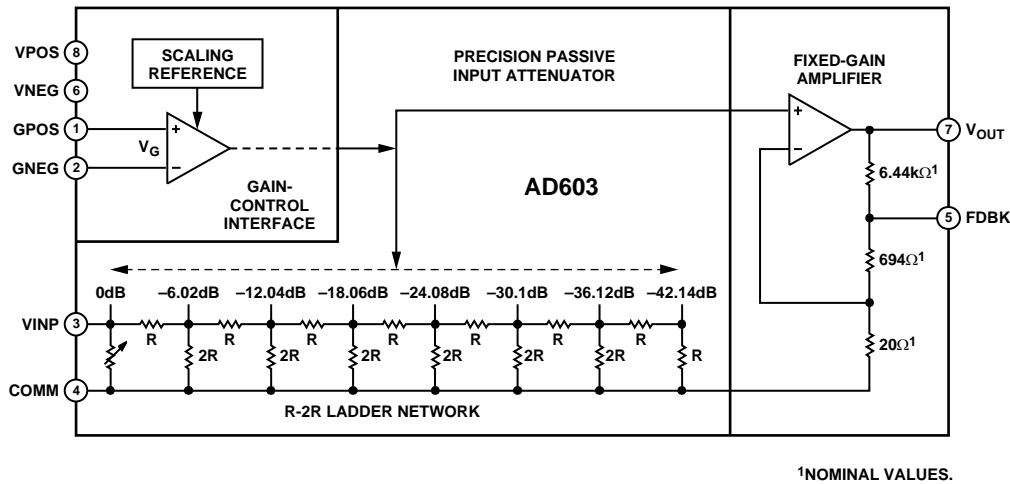 VPOS 8
SCALING
REFERENCE
PRECISION PASSIVE
INPUT ATTENUATOR
FIXED-GAIN
AMPLIFIER
VNEG 6
GPOS 1
VG
+
−
GNEG 2
+
−
7 VOUT
6.44kΩ1
GAIN-
CONTROL
INTERFACE
AD603
5 FDBK
694Ω1
0dB −6.02dB −12.04dB −18.06dB −24.08dB −30.1dB −36.12dB −42.14dB
VINP 3
R R R R R R R
2R 2R 2R 2R 2R 2R R
20Ω1
COMM 4
R-2R LADDER NETWORK
1NOMINAL VALUES.